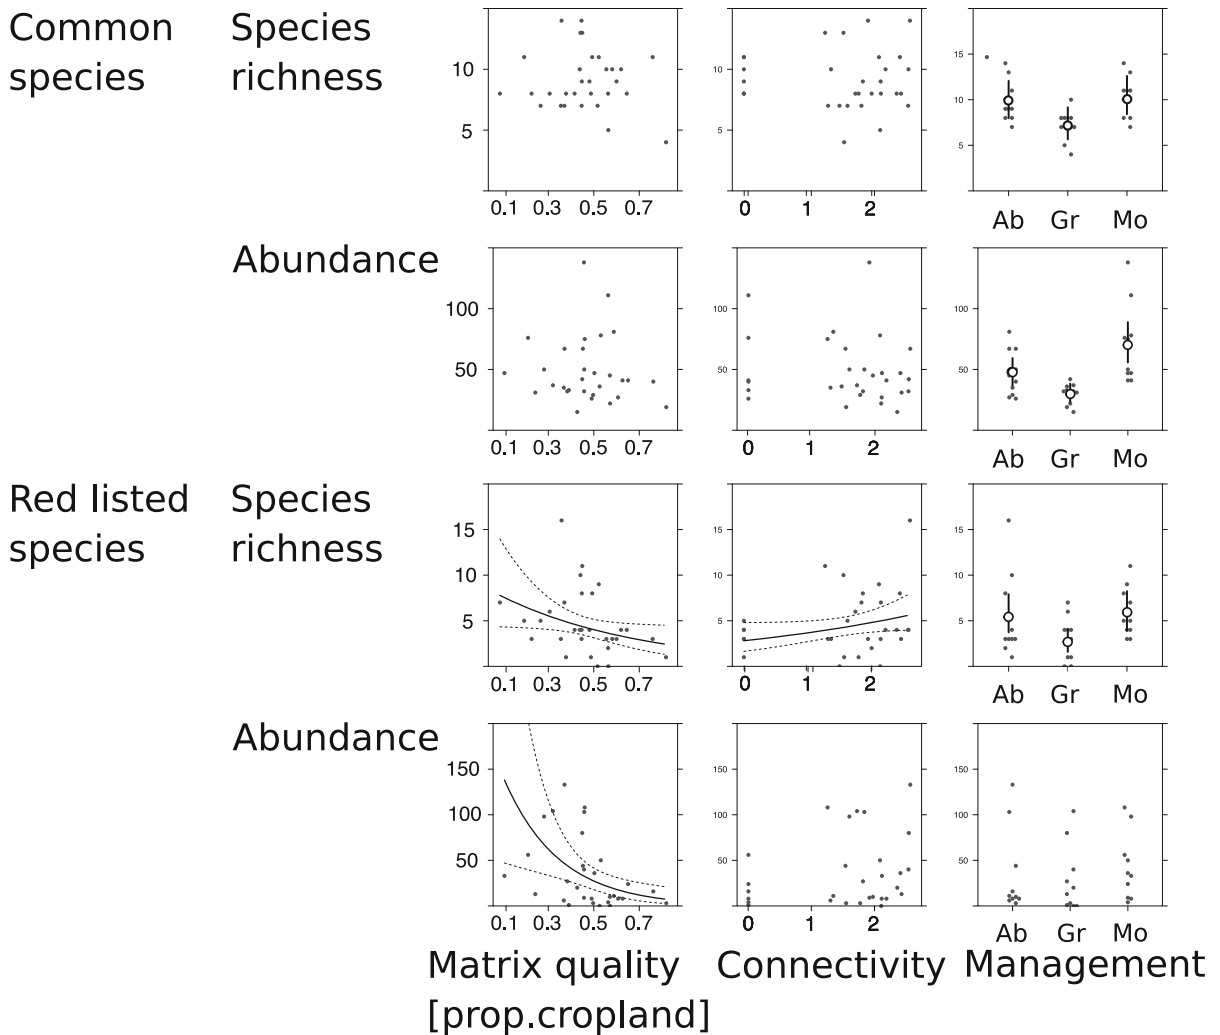 Common Species
species richness
10
5
0.1 0.3 0.5 0.7
0 1 2
15
10
5
Ab Gr Mo
Abundance
100
50
0.1 0.3 0.5 0.7
100
50
0 1 2
100
50
Ab Gr Mo
Red listed Species
species richness
15
10
5
0.1 0.3 0.5 0.7
15
10
5
0 1 2
15
10
5
Ab Gr Mo
Abundance
150
100
50
0.1 0.3 0.5 0.7
150
100
50
0 1 2
150
100
50
Ab Gr Mo
Matrix quality Connectivity Management
[prop.cropland]